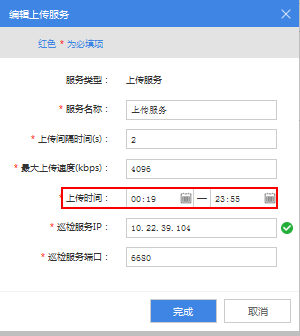 编辑上传服务
红色 * 为必填项
服务类型： 上传服务
* 服务名称： 上传服务
* 上传间隔时间(s)： 2
* 最大上传速度(kbps)： 4096
* 上传时间： 00:19 — 23:55
* 巡检服务IP： 10.22.39.104
* 巡检服务端口： 6680
完成 取消